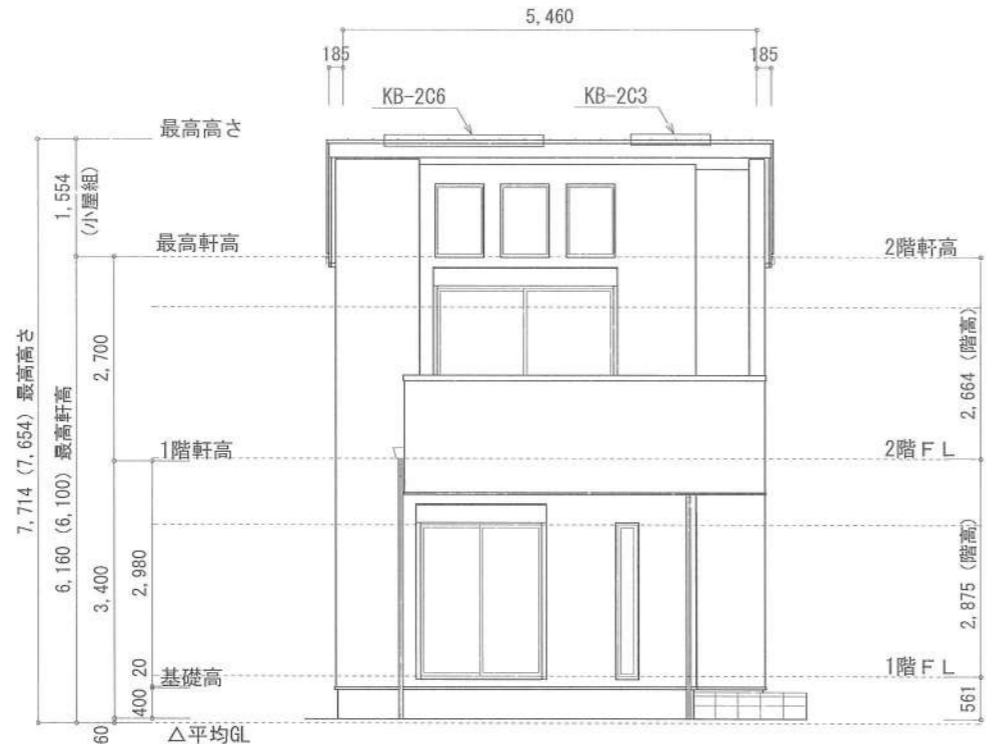 5,460
185
185
KB-2C6
KB-2C3
最高高さ
1,554
(小屋組)
最高軒高
2階軒高
7,714 (7,654) 最高高さ
6,160 (6,100) 最高軒高
2,700
2,664 (階高)
1階軒高
2階FL
3,400
2,980
2,875 (階高)
20
基礎高
1階FL
400
561
60
△平均GL